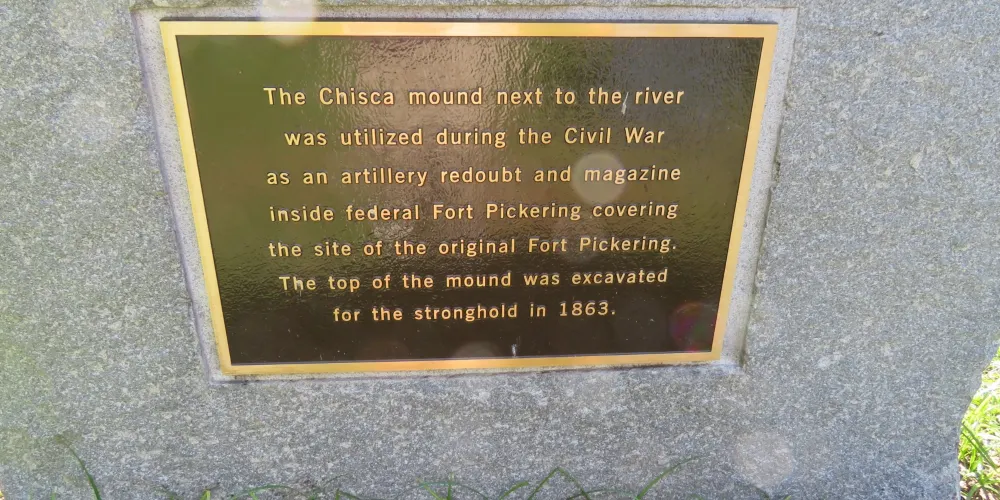 The Chisca mound next to the river
was utilized during the Civil War
as an artillery redoubt and magazine
inside federal Fort Pickering covering
the site of the original Fort Pickering.
The top of the mound was excavated
for the stronghold in 1863.